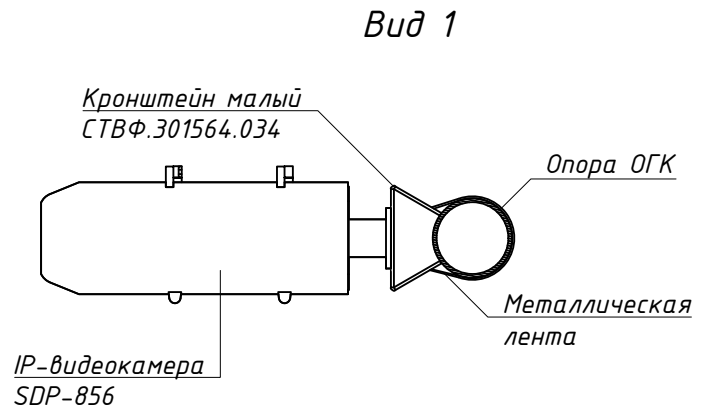 Вид 1
Кронштейн малый
СТВФ.301564.034
Опора ОГК
Металлическая
лента
IP-видеокамера
SDP-856